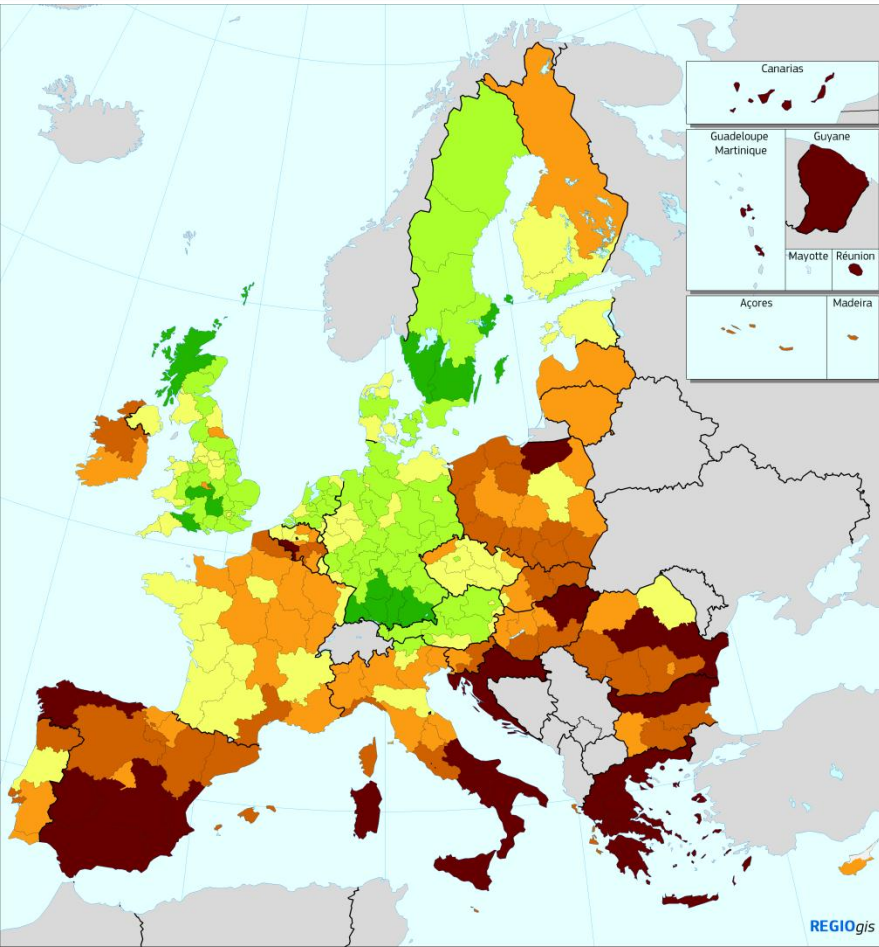 Canarias
Guadeloupe
Martinique
Guyane
Mayotte
Réunion
Açores
Madeira
REGIOgis